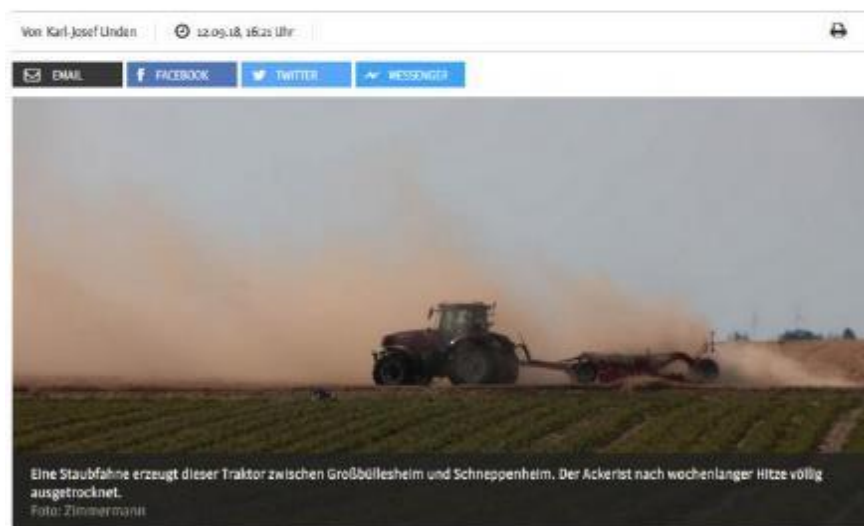 Von Karl-Josef Linden
12.09.18, 16:21 Uhr
EMAIL
FACEBOOK
TWITTER
MESSENGER
Eine Staubfahne erzeugt dieser Traktor zwischen Großbüllesheim und Schneppenheim. Der Ackerist nach wochenlanger Hitze völlig
ausgetrocknet.
Foto: Zimmermann